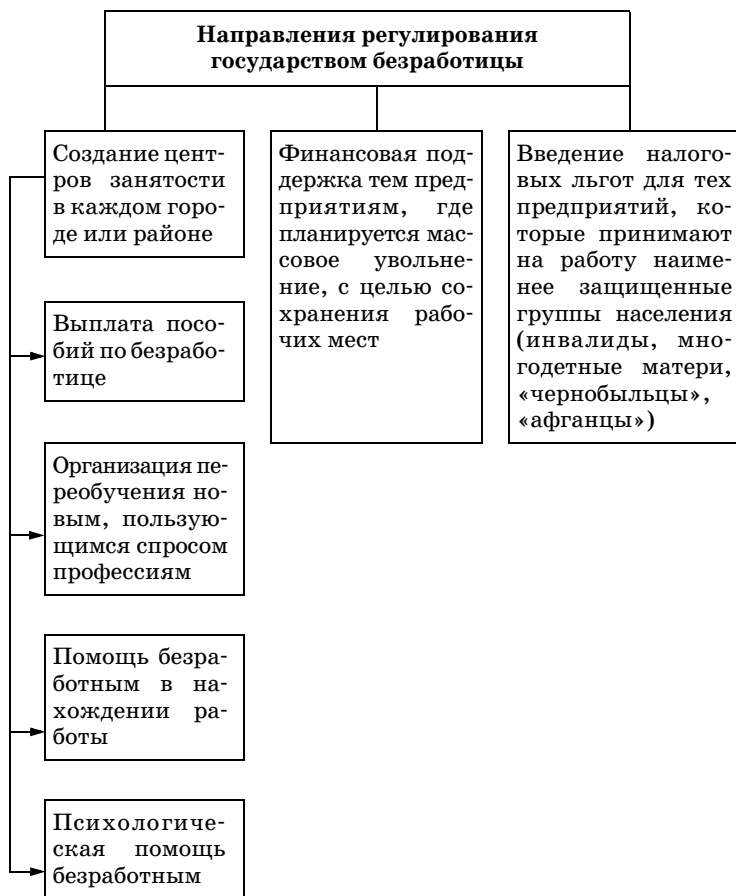 Направления регулирования
государством безработицы
Создание цент-
ров занятости
в каждом горо-
де или районе
Финансовая под-
держка тем пред-
приятиям, где
планируется мас-
совое увольне-
ние, с целью со-
хранения рабо-
чих мест
Введение налого-
вых льгот для тех
предприятий, ко-
торые принимают
на работу наиме-
нее защищенные
группы населения
(инвалиды, мно-
годетные матери,
«чернобыльцы»,
«афганцы»)
Выплата посо-
бий по безрабо-
тице
Организация пе-
реобучения но-
вым, пользую-
щимся спросом
профессиям
Помощь безра-
ботным в на-
хождении ра-
боты
Психологиче-
ская помощь
безработным